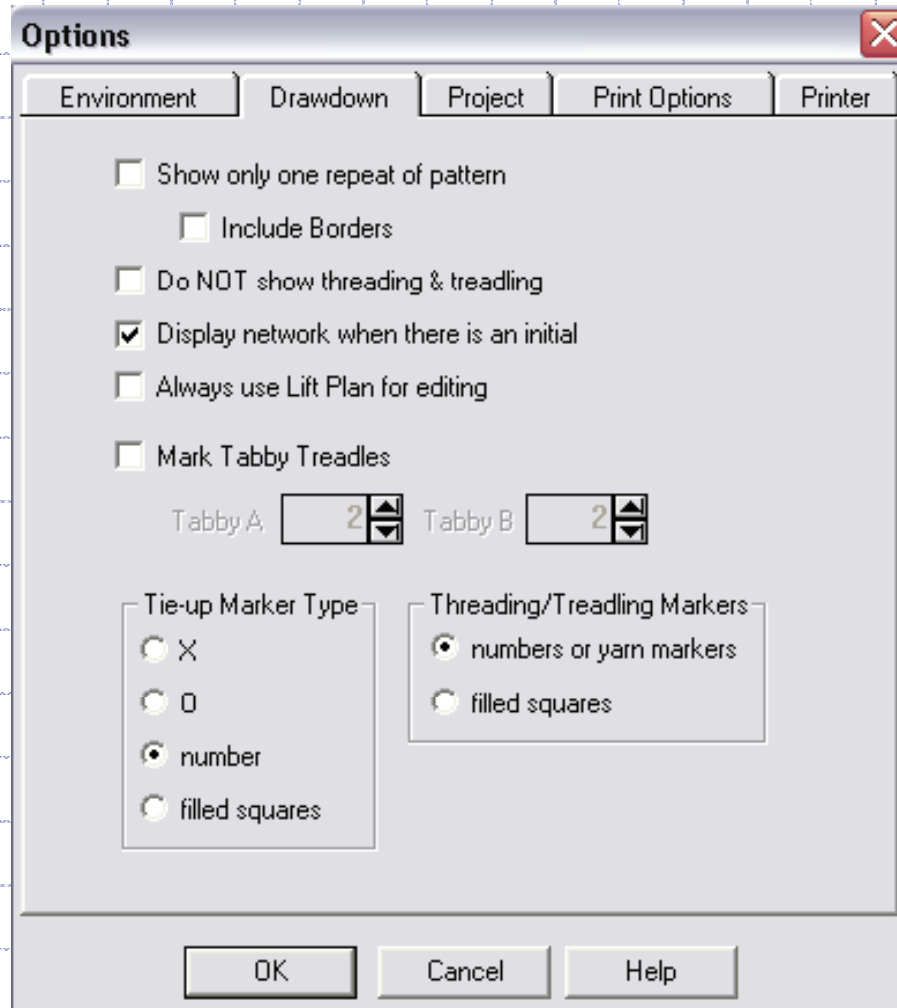 Options
Environment Drawdown Project Print Options Printer
Show only one repeat of pattern
Include Borders
Do NOT show threading & treadling
Display network when there is an initial
Always use Lift Plan for editing
Mark Tabby Treadles
Tabby A 2 Tabby B 2
Tie-up Marker Type Threading/Treadling Markers
X numbers or yarn markers
O filled squares
number
filled squares
OK Cancel Help